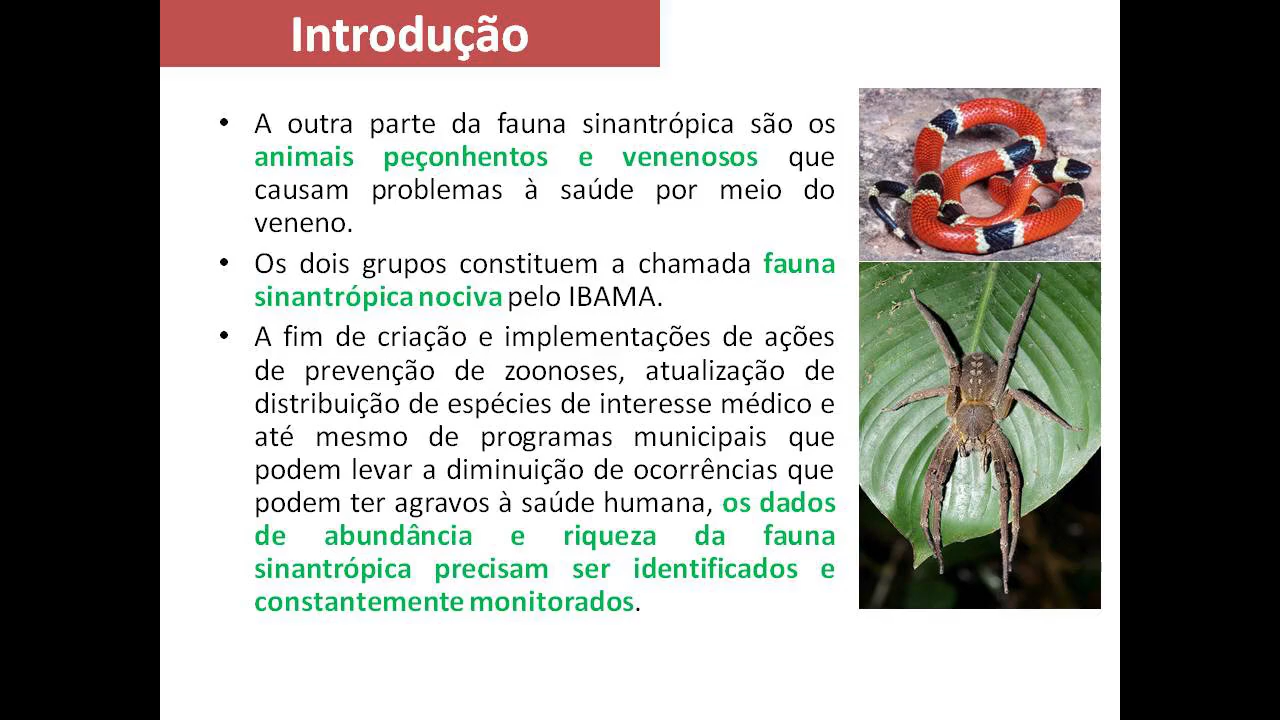 Introdução
• A outra parte da fauna sinantrópica são os
animais peçonhentos e venenosos que
causam problemas à saúde por meio do
veneno.
• Os dois grupos constituem a chamada fauna
sinantrópica nociva pelo IBAMA.
• A fim de criação e implementações de ações
de prevenção de zoonoses, atualização de
distribuição de espécies de interesse médico e
até mesmo de programas municipais que
podem levar a diminuição de ocorrências que
podem ter agravos à saúde humana, os dados
de abundância e riqueza da fauna
sinantrópica precisam ser identificados e
constantemente monitorados.